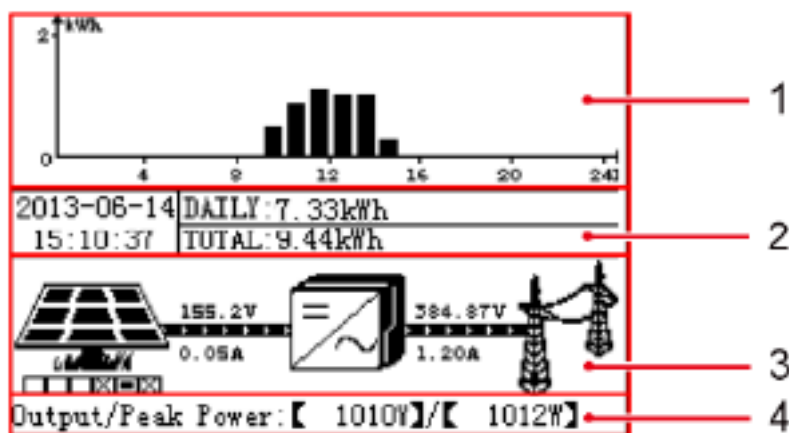 kWh
2
1
0
4 8 12 16 20 24
2013-06-14 DAILY:7.33kWh
15:10:37 TOTAL:9.44kWh
2
155.2V 384.87V
0.05A 1.20A
3
Output/Peak Power:【 1010W】/【 1012W】
4